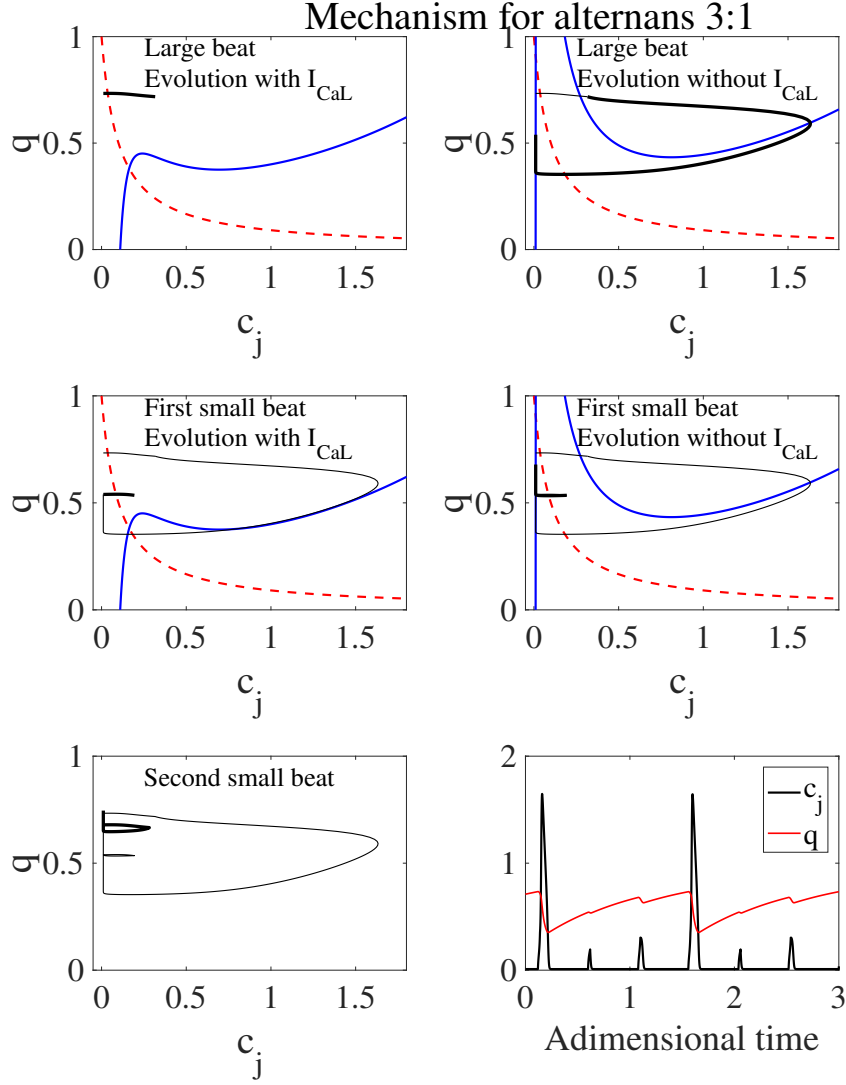 Mechanism for alternans 3:1
Large beat
Evolution with I_CaL
1
0.5
0
q
0 0.5 1 1.5
c_j
Large beat
Evolution without I_CaL
1
0.5
0
q
0 0.5 1 1.5
c_j
First small beat
Evolution with I_CaL
1
0.5
0
q
0 0.5 1 1.5
c_j
First small beat
Evolution without I_CaL
1
0.5
0
q
0 0.5 1 1.5
c_j
Second small beat
1
0.5
0
q
0 0.5 1 1.5
c_j
2
1
0
c_j
q
0 1 2 3
Adimensional time